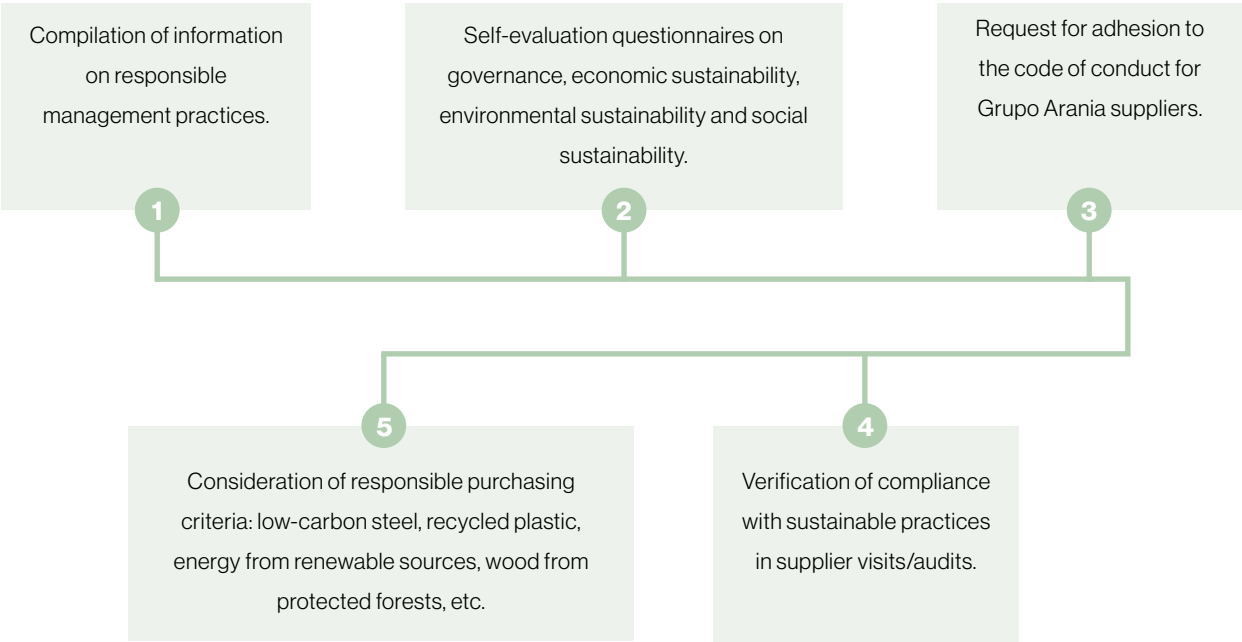 Compilation of information
on responsible
management practices.
1
Self-evaluation questionnaires on
governance, economic sustainability,
environmental sustainability and social
sustainability.
2
Request for adhesion to
the code of conduct for
Grupo Arania suppliers.
3
4
Verification of compliance
with sustainable practices
in supplier visits/audits.
5
Consideration of responsible purchasing
criteria: low-carbon steel, recycled plastic,
energy from renewable sources, wood from
protected forests, etc.